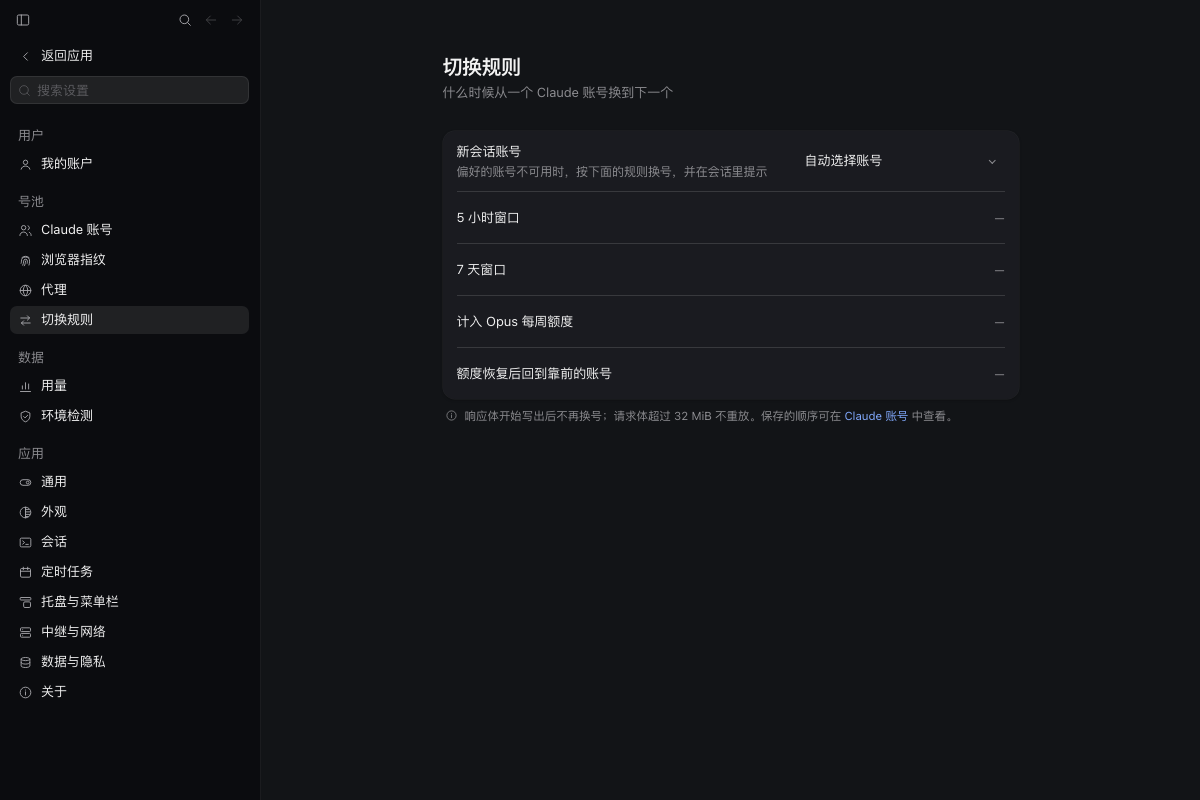 返回应用
搜索设置
用户
我的账户
号池
Claude 账号
浏览器指纹
代理
切换规则
数据
用量
环境检测
应用
通用
外观
会话
定时任务
托盘与菜单栏
中继与网络
数据与隐私
关于
切换规则
什么时候从一个 Claude 账号换到下一个
新会话账号
偏好的账号不可用时，按下面的规则换号，并在会话里提示
自动选择账号
5 小时窗口
—
7 天窗口
—
计入 Opus 每周额度
—
额度恢复后回到靠前的账号
—
响应体开始写出后不再换号；请求体超过 32 MiB 不重放。保存的顺序可在 Claude 账号 中查看。